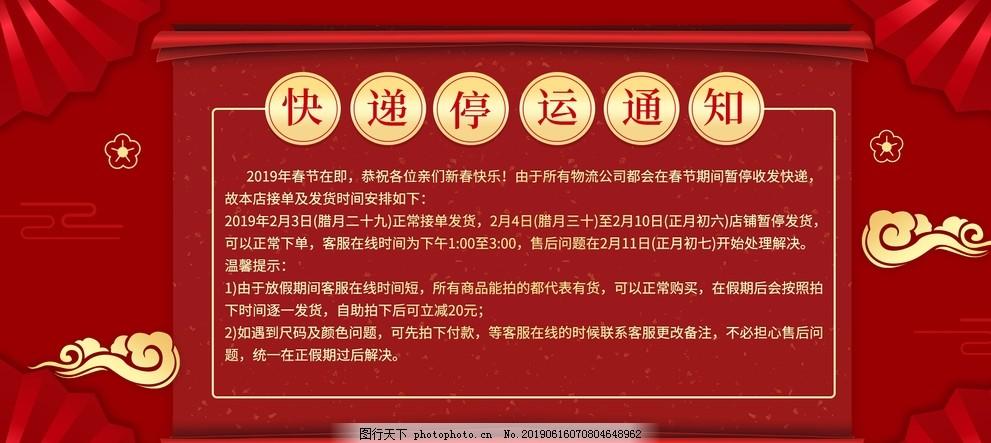 快递停运通知
2019年春节在即，恭祝各位亲们新春快乐！由于所有物流公司都会在春节期间暂停收发快递，
故本店接单及发货时间安排如下：
2019年2月3日(腊月二十九)正常接单发货，2月4日(腊月三十)至2月10日(正月初六)店铺暂停发货，
可以正常下单，客服在线时间为下午1:00至3:00，售后问题在2月11日(正月初七)开始处理解决。
温馨提示：
1)由于放假期间客服在线时间短，所有商品能拍的都代表有货，可以正常购买，在假期后会按照拍
下时间逐一发货，自助拍下后可立减20元；
2)如遇到尺码及颜色问题，可先拍下付款，等客服在线的时候联系客服更改备注，不必担心售后问
题，统一在正假期过后解决。
图行天下 photophoto.cn No.20190616070804648962